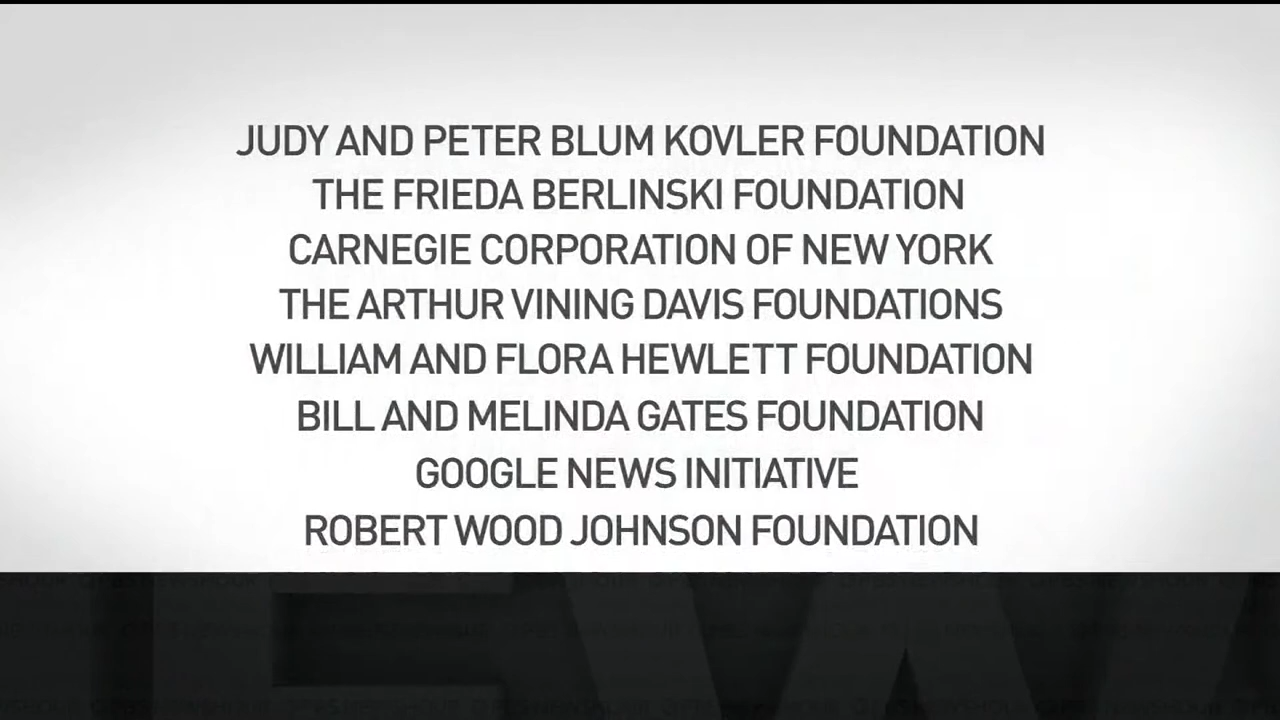 JUDY AND PETER BLUM KOVLER FOUNDATION
THE FRIEDA BERLINSKI FOUNDATION
CARNEGIE CORPORATION OF NEW YORK
THE ARTHUR VINING DAVIS FOUNDATIONS
WILLIAM AND FLORA HEWLETT FOUNDATION
BILL AND MELINDA GATES FOUNDATION
GOOGLE NEWS INITIATIVE
ROBERT WOOD JOHNSON FOUNDATION